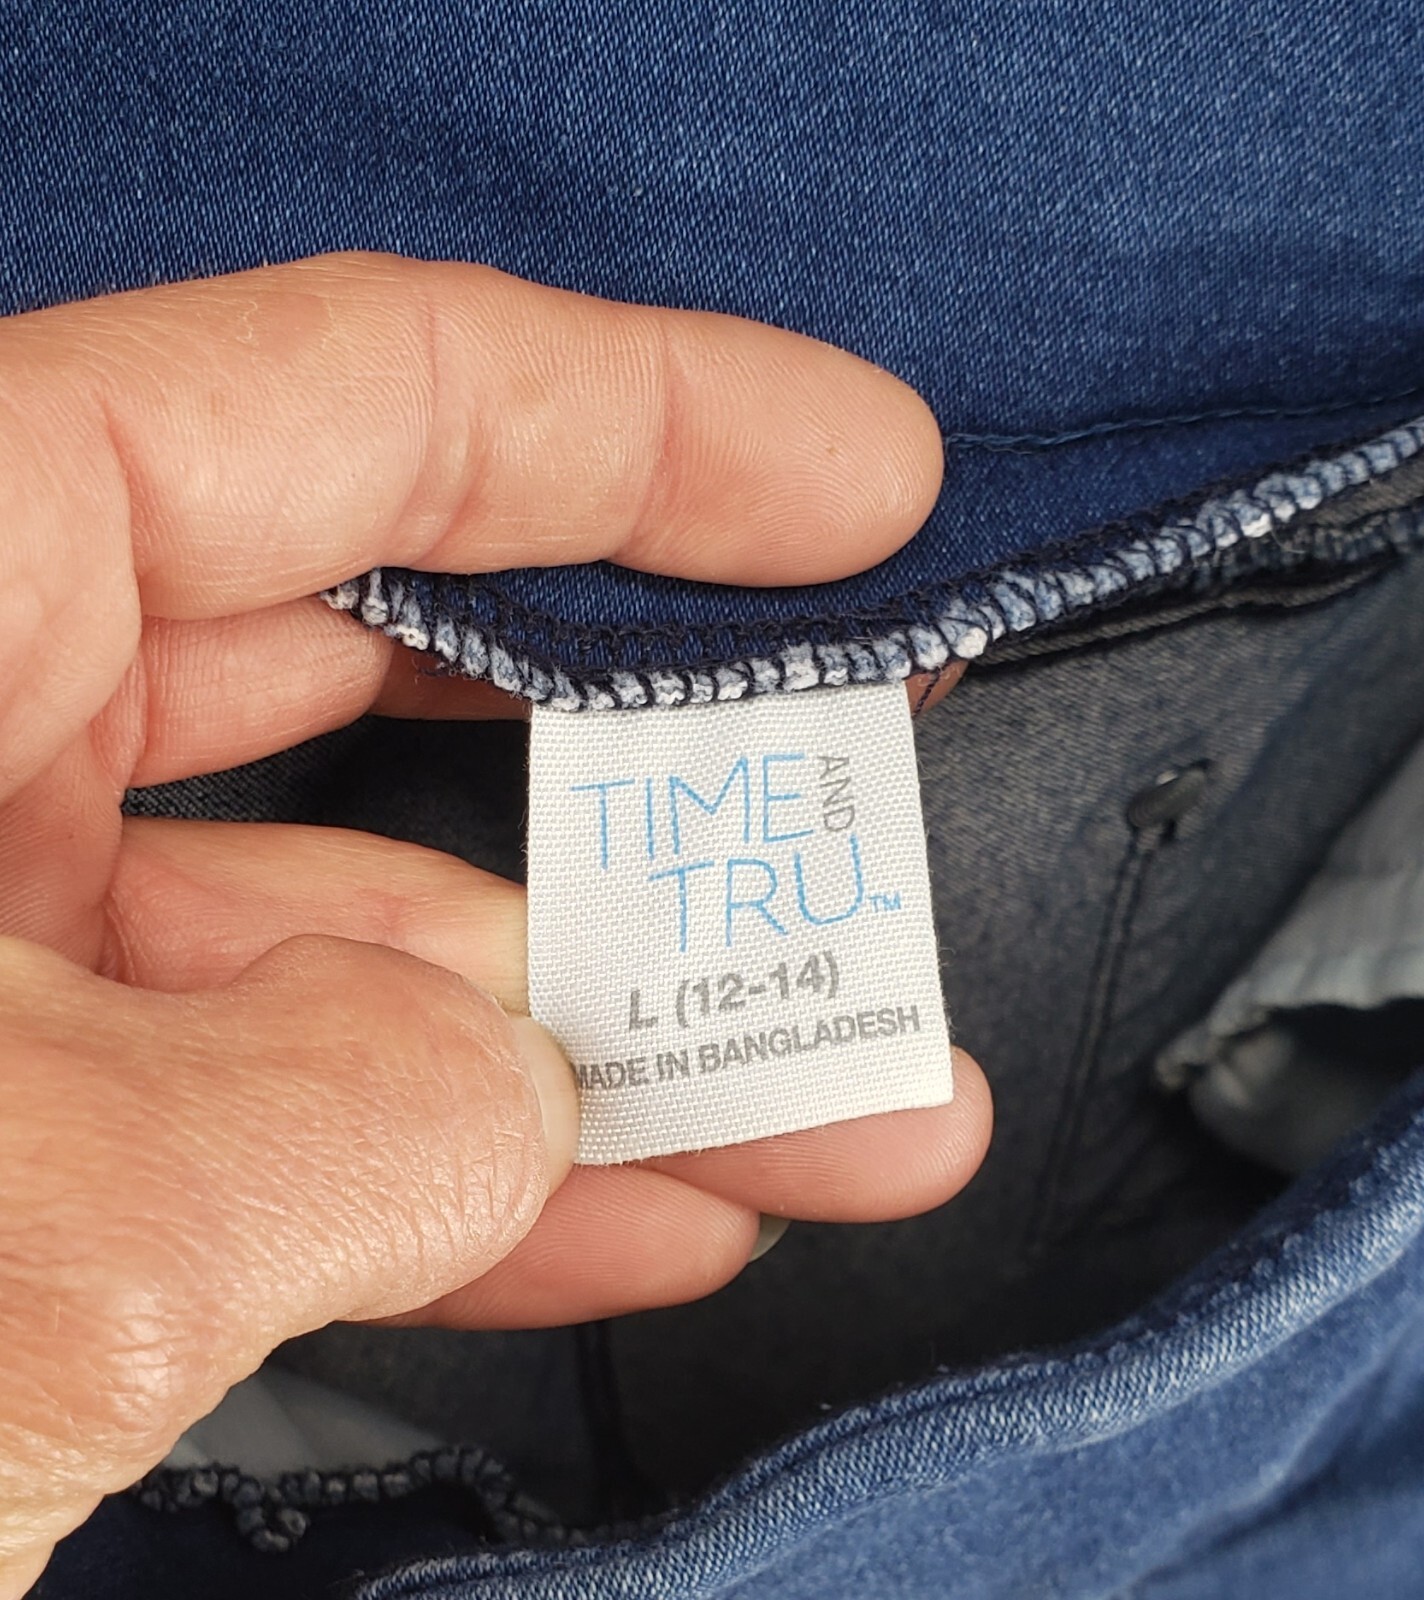 TIME AND
TRU™
L (12-14)
MADE IN BANGLADESH